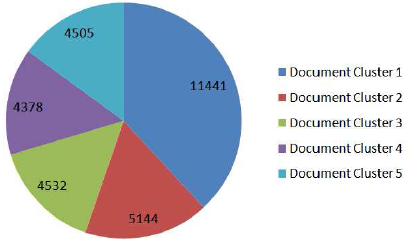 4505
11441
4378
4532
5144
Document Cluster 1
Document Cluster 2
Document Cluster 3
Document Cluster 4
Document Cluster 5